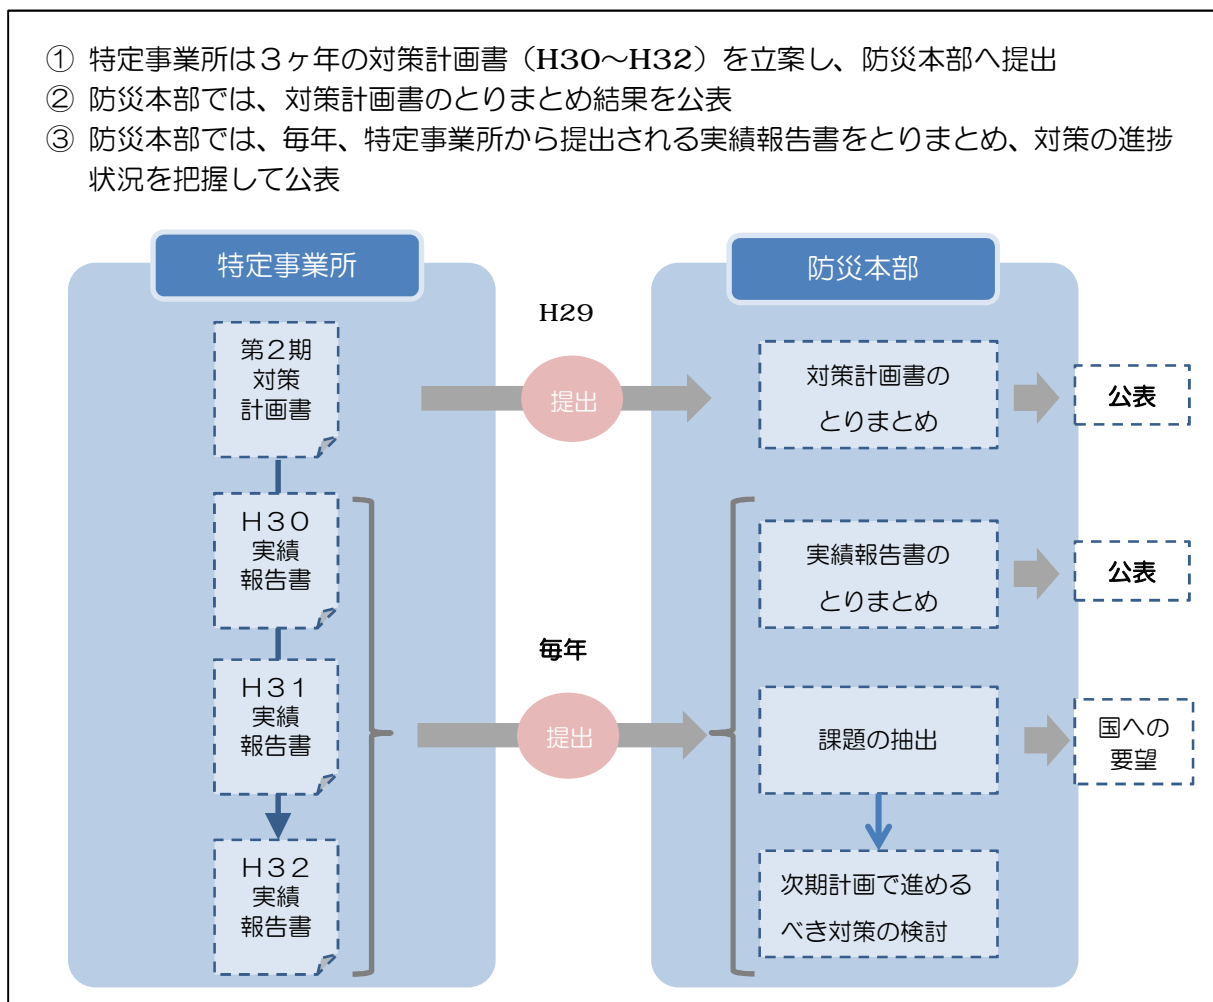 ① 特定事業所は３ヶ年の対策計画書（H30～H32）を立案し、防災本部へ提出
② 防災本部では、対策計画書のとりまとめ結果を公表
③ 防災本部では、毎年、特定事業所から提出される実績報告書をとりまとめ、対策の進捗
状況を把握して公表
特定事業所
防災本部
H29
第２期
対策
計画書
提出
対策計画書の
とりまとめ
公表
Ｈ３０
実績
報告書
実績報告書の
とりまとめ
公表
毎年
Ｈ３１
実績
報告書
提出
課題の抽出
国への
要望
Ｈ３２
実績
報告書
次期計画で進める
べき対策の検討